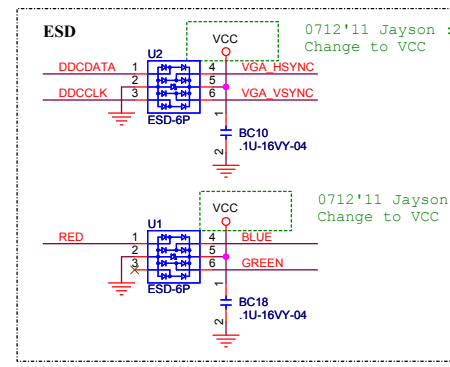 ESD
0712'11 Jayson :
Change to VCC
VCC
U2
DDCDATA 1 4 VGA_HSYNC
2 5
DDCCLK 3 6 VGA_VSYNC
ESD-6P
1
BC10
.1U-16VY-04
2
0712'11 Jayson
Change to VCC
VCC
U1
RED 1 4 BLUE
2 5
3 6 GREEN
ESD-6P
1
BC18
.1U-16VY-04
2